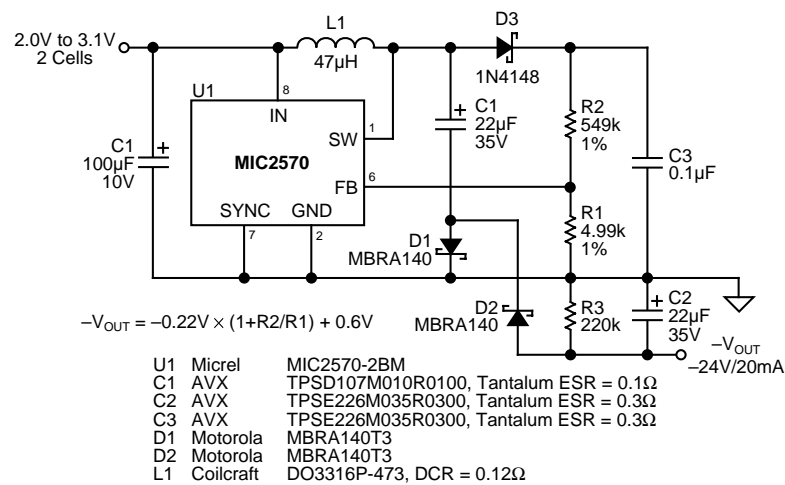 L1
47µH
D3
1N4148
2.0V to 3.1V
2 Cells
U1
8
IN
C1
100µF
10V
MIC2570
SW
1
FB
6
SYNC
7
GND
2
C1
22µF
35V
R2
549k
1%
C3
0.1µF
R1
4.99k
1%
D1
MBRA140
D2
MBRA140
R3
220k
C2
22µF
35V
–VOUT
–24V/20mA
–VOUT = –0.22V × (1+R2/R1) + 0.6V
U1 Micrel MIC2570-2BM
C1 AVX TPSD107M010R0100, Tantalum ESR = 0.1Ω
C2 AVX TPSE226M035R0300, Tantalum ESR = 0.3Ω
C3 AVX TPSE226M035R0300, Tantalum ESR = 0.3Ω
D1 Motorola MBRA140T3
D2 Motorola MBRA140T3
L1 Coilcraft DO3316P-473, DCR = 0.12Ω